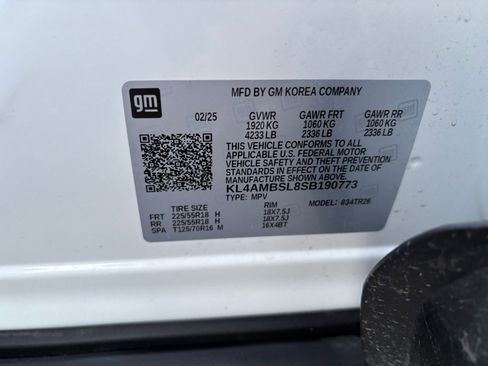 gm
MFD BY GM KOREA COMPANY
02/25 GVWR GAWR FRT GAWR RR
1920 KG 1060 KG 1060 KG
4233 LB 2336 LB 2336 LB
THIS VEHICLE CONFORMS TO ALL
APPLICABLE U.S. FEDERAL MOTOR
VEHICLE SAFETY AND THEFT PREVENTION
STANDARDS IN EFFECT ON THE DATE OF
MANUFACTURE SHOWN ABOVE.
KL4AMBSL8SB190773
TYPE: MPV MODEL: 834TR26
TIRE SIZE RIM
FRT 225/55R18 H 18X7.5J
RR 225/55R18 H 18X7.5J
SPA T125/70R16 M 16X4BT